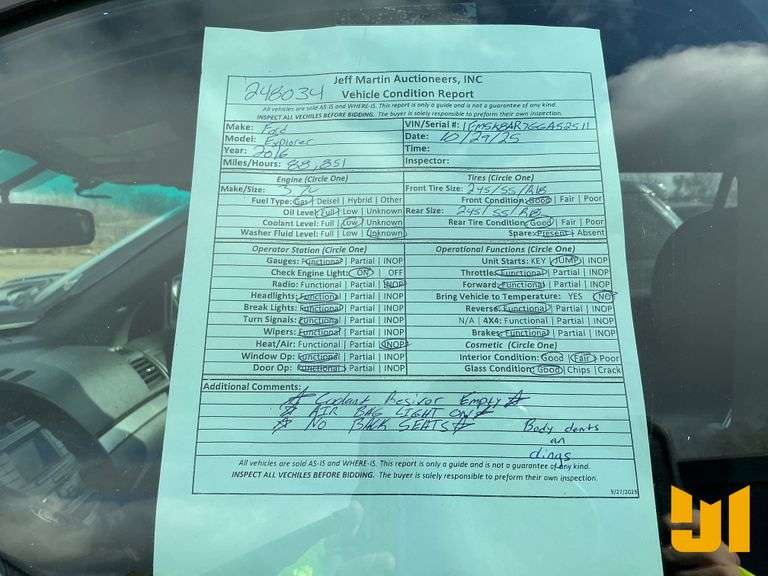 Jeff Martin Auctioneers, INC
248034
Vehicle Condition Report
All vehicles are sold AS-IS and WHERE-IS. This report is only a guide and is not a guarantee of any kind.
INSPECT ALL VECHILES BEFORE BIDDING. The buyer is solely responsible to preform their own inspection.
Make: Ford
VIN/Serial #:
Model: Explorer
Date: 10/29/25
Year: 2016
Time:
Miles/Hours: 88,851
Inspector:
Engine (Circle One)
Tires (Circle One)
Make/Size:
Front Tire Size: 245/55/R18
Fuel Type: Gas | Deisel | Hybrid | Other
Front Condition: Good | Fair | Poor
Oil Level: Full | Low | Unknown
Rear Size: 245/55/R18
Coolant Level: Full | Low | Unknown
Rear Tire Condition: Good | Fair | Poor
Washer Fluid Level: Full | Low | Unknown
Spare: Present | Absent
Operator Station (Circle One)
Operational Functions (Circle One)
Gauges: Functional | Partial | INOP
Unit Starts: KEY | JUMP | INOP
Check Engine Light: ON | OFF
Throttle: Functional | Partial | INOP
Radio: Functional | Partial | INOP
Forward: Functional | Partial | INOP
Headlights: Functional | Partial | INOP
Bring Vehicle to Temperature: YES | NO
Break Lights: Functional | Partial | INOP
Reverse: Functional | Partial | INOP
Turn Signals: Functional | Partial | INOP
N/A | 4X4: Functional | Partial | INOP
Wipers: Functional | Partial | INOP
Brakes: Functional | Partial | INOP
Heat/Air: Functional | Partial | INOP
Cosmetic (Circle One)
Window Op: Functional | Partial | INOP
Interior Condition: Good | Fair | Poor
Door Op: Functional | Partial | INOP
Glass Condition: Good | Chips | Crack
Additional Comments:
Coolant Resivor Empty
AIR BAG LIGHT ON
NO BACK SEATS
Body dents
an
dings
All vehicles are sold AS-IS and WHERE-IS. This report is only a guide and is not a guarantee of any kind.
INSPECT ALL VECHILES BEFORE BIDDING. The buyer is solely responsible to preform their own inspection.